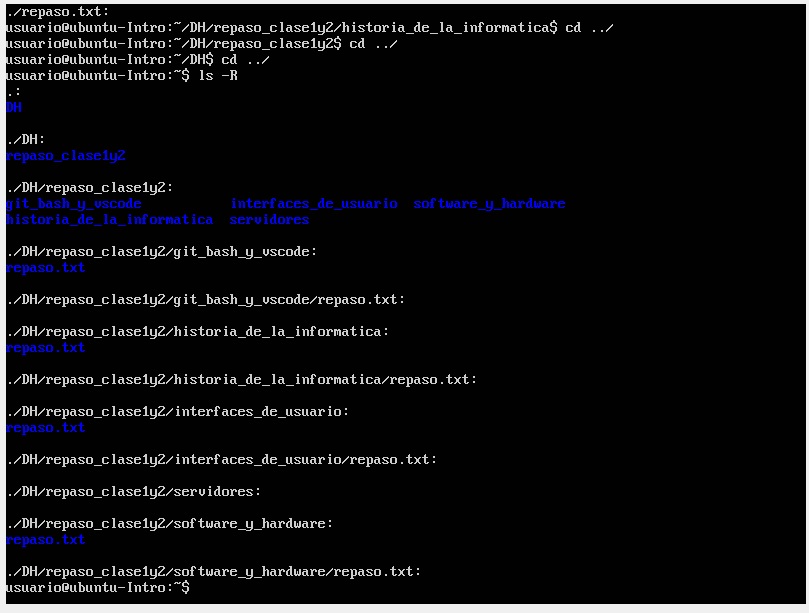 ./repaso.txt:
usuario@ubuntu-Intro:~/DH/repaso_clase1y2/historia_de_la_informatica$ cd ../
usuario@ubuntu-Intro:~/DH/repaso_clase1y2$ cd ../
usuario@ubuntu-Intro:~/DH$ cd ../
usuario@ubuntu-Intro:~$ ls -R
.:
DH
./DH:
repaso_clase1y2
./DH/repaso_clase1y2:
git_bash_y_vscode interfaces_de_usuario software_y_hardware
historia_de_la_informatica servidores
./DH/repaso_clase1y2/git_bash_y_vscode:
repaso.txt
./DH/repaso_clase1y2/git_bash_y_vscode/repaso.txt:
./DH/repaso_clase1y2/historia_de_la_informatica:
repaso.txt
./DH/repaso_clase1y2/historia_de_la_informatica/repaso.txt:
./DH/repaso_clase1y2/interfaces_de_usuario:
repaso.txt
./DH/repaso_clase1y2/interfaces_de_usuario/repaso.txt:
./DH/repaso_clase1y2/servidores:
./DH/repaso_clase1y2/software_y_hardware:
repaso.txt
./DH/repaso_clase1y2/software_y_hardware/repaso.txt:
usuario@ubuntu-Intro:~$